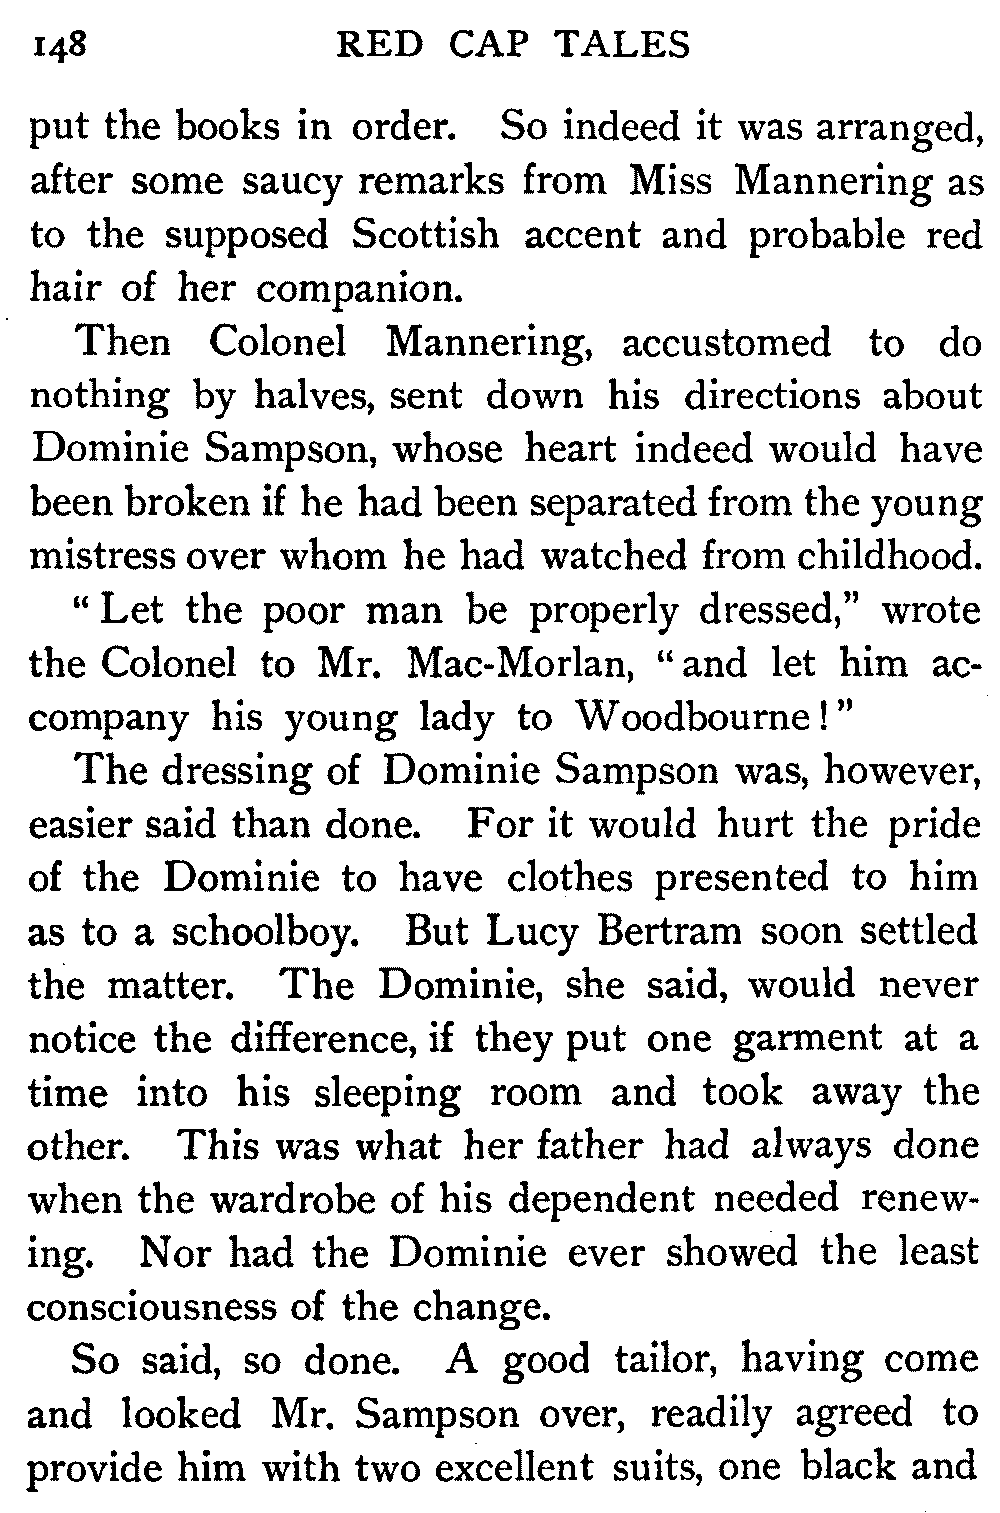 148 RED CAP TALES
put the books in order. So indeed it was arranged,
after some saucy remarks from Miss Mannering as
to the supposed Scottish accent and probable red
hair of her companion.
Then Colonel Mannering, accustomed to do
nothing by halves, sent down his directions about
Dominie Sampson, whose heart indeed would have
been broken if he had been separated from the young
mistress over whom he had watched from childhood.
“Let the poor man be properly dressed,” wrote
the Colonel to Mr. Mac-Morlan, “and let him ac-
company his young lady to Woodbourne!”
The dressing of Dominie Sampson was, however,
easier said than done. For it would hurt the pride
of the Dominie to have clothes presented to him
as to a schoolboy. But Lucy Bertram soon settled
the matter. The Dominie, she said, would never
notice the difference, if they put one garment at a
time into his sleeping room and took away the
other. This was what her father had always done
when the wardrobe of his dependent needed renew-
ing. Nor had the Dominie ever showed the least
consciousness of the change.
So said, so done. A good tailor, having come
and looked Mr. Sampson over, readily agreed to
provide him with two excellent suits, one black and